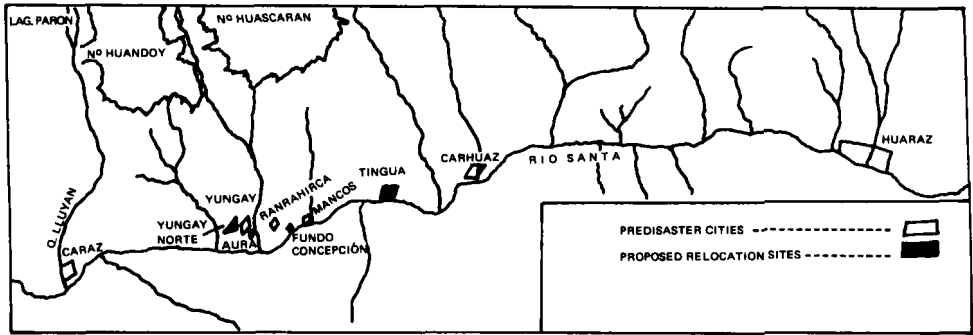 LAG. PARON
Nº HUASCARAN
Nº HUANDOY
HUARAZ
CARHUAZ
RIO SANTA
TINGUA
YUNGAY
RANRAHIRCA
MANCOS
Q. LLUYAN
YUNGAY
NORTE
AURA
FUNDO
CONCEPCIÓN
CARAZ
PREDISASTER CITIES ------------
PROPOSED RELOCATION SITES --------